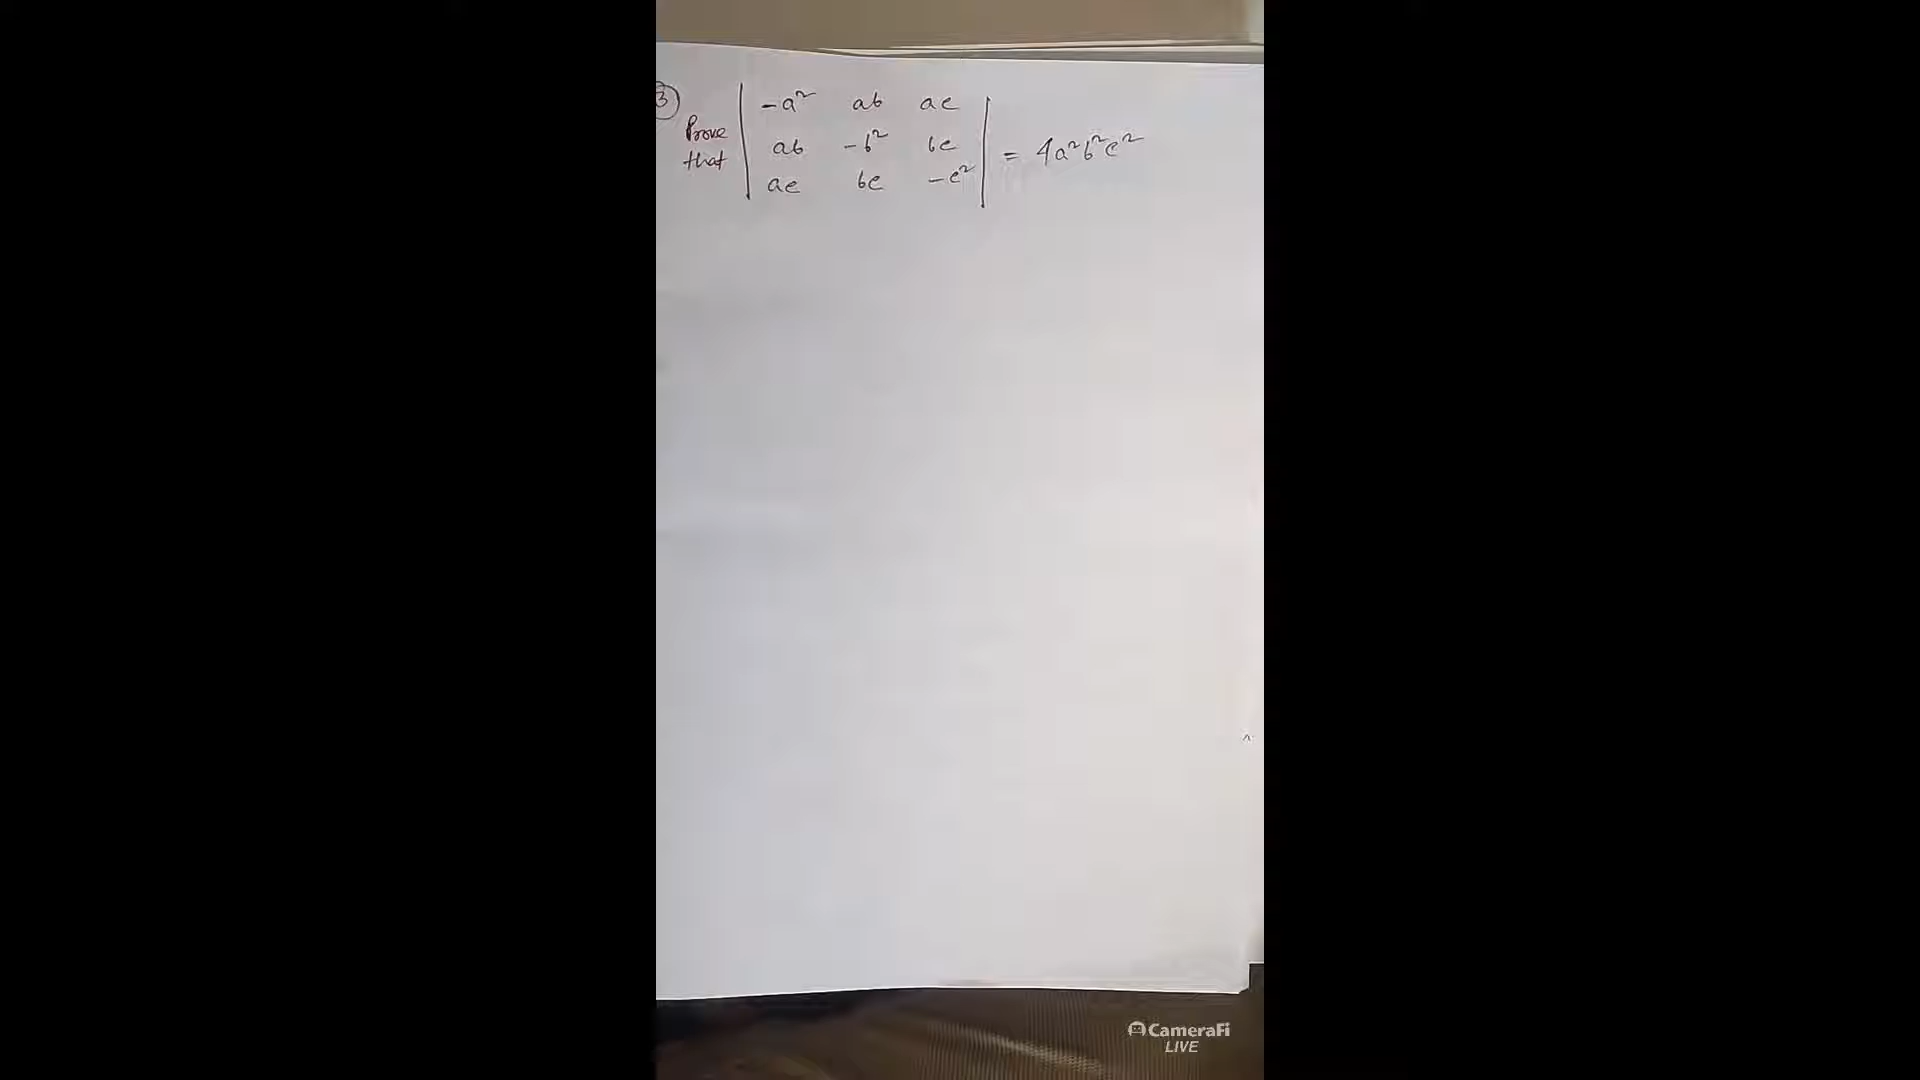 ③
Prove that | -a² ab ac |
| ab -b² bc | = 4a²b²c²
| ac bc -c² |
CameraFi
LIVE